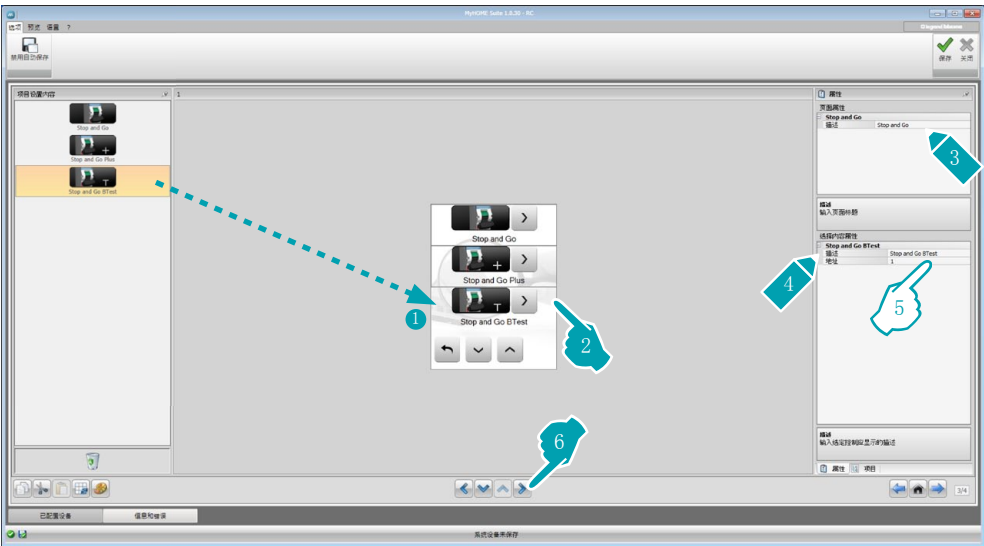 MyHOME Suite 1.0.20 - RC
选项 预览 语言 ?
禁用自动保存
保存 关闭
项目设置内容
1
属性
Stop and Go
Stop and Go Plus
T
Stop and Go BTest
Stop and Go
Stop and Go Plus
T
Stop and Go BTest
1
2
页面属性
Stop and Go
描述 Stop and Go
3
描述
输入页面标题
选择内容属性
Stop and Go BTest
描述 Stop and Go BTest
地址 1
4
5
描述
输入选定控制应显示的描述
属性 项目
6
3/4
已配置设备 信息和错误
系统设备未保存